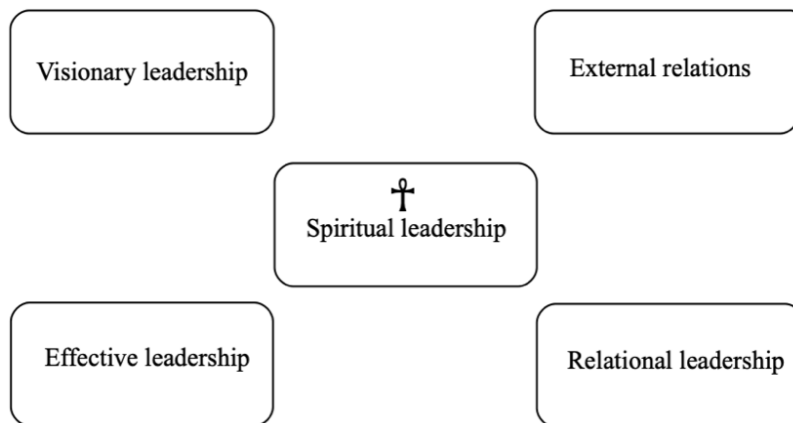 Visionary leadership
External relations
Spiritual leadership
Effective leadership
Relational leadership